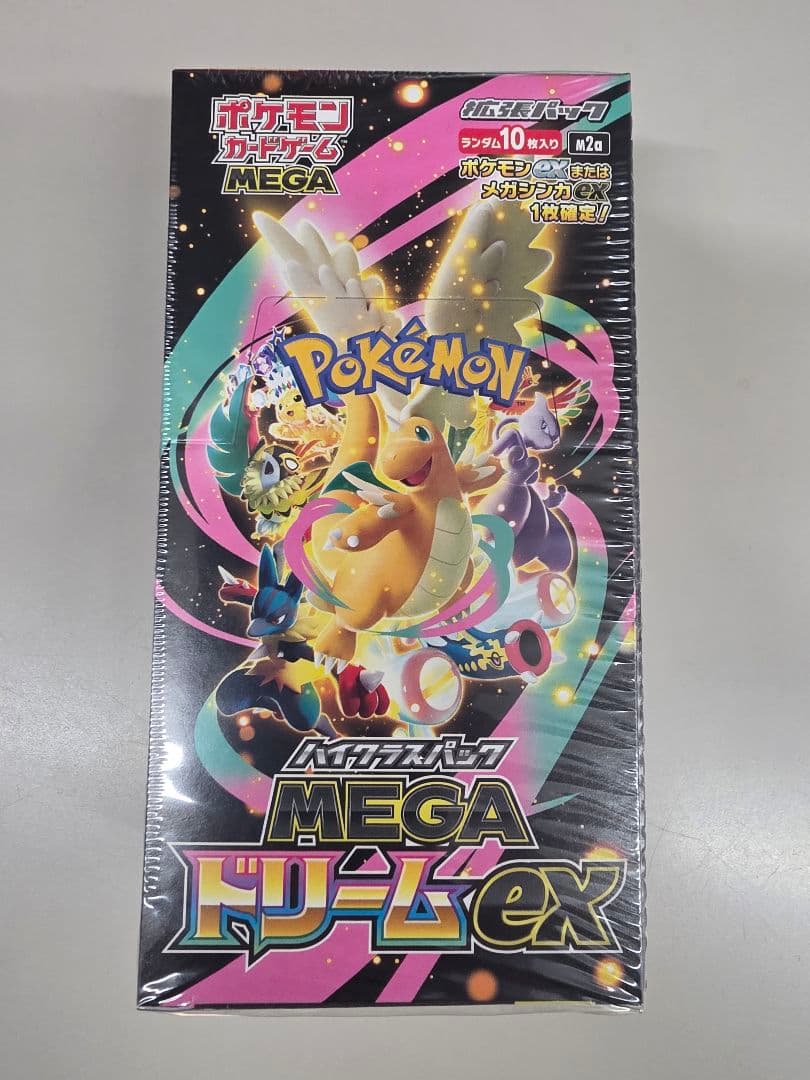 ポケモン
カードゲーム
MEGA
拡張パック
ランダム10枚入り M2a
ポケモンexまたは
メガシンカex
1枚確定!
POKÉMON
ハイクラスパック
MEGA
ドリームex